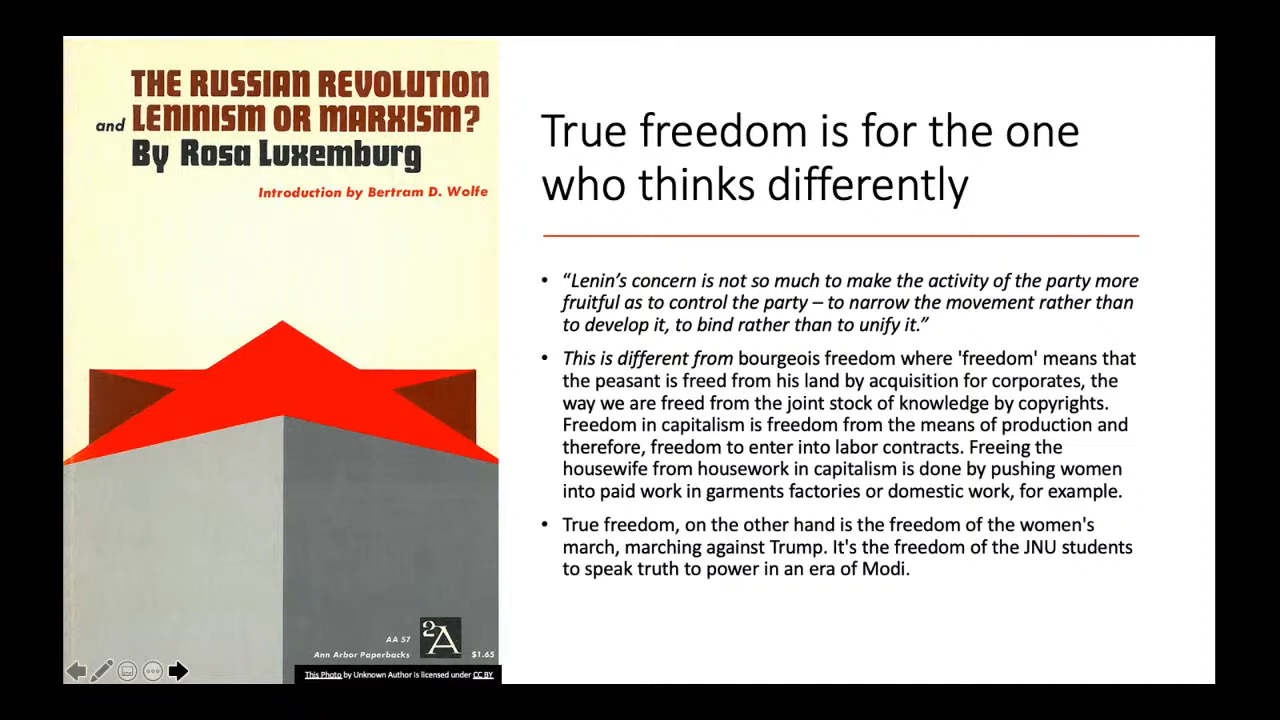 THE RUSSIAN REVOLUTION
and LENINISM OR MARXISM?
By Rosa Luxemburg
Introduction by Bertram D. Wolfe
AA 57
Ann Arbor Paperbacks
2A
$1.65
This Photo by Unknown Author is licensed under CC BY
True freedom is for the one
who thinks differently
• “Lenin’s concern is not so much to make the activity of the party more
fruitful as to control the party – to narrow the movement rather than
to develop it, to bind rather than to unify it.”
• This is different from bourgeois freedom where 'freedom' means that
the peasant is freed from his land by acquisition for corporates, the
way we are freed from the joint stock of knowledge by copyrights.
Freedom in capitalism is freedom from the means of production and
therefore, freedom to enter into labor contracts. Freeing the
housewife from housework in capitalism is done by pushing women
into paid work in garments factories or domestic work, for example.
• True freedom, on the other hand is the freedom of the women's
march, marching against Trump. It's the freedom of the JNU students
to speak truth to power in an era of Modi.